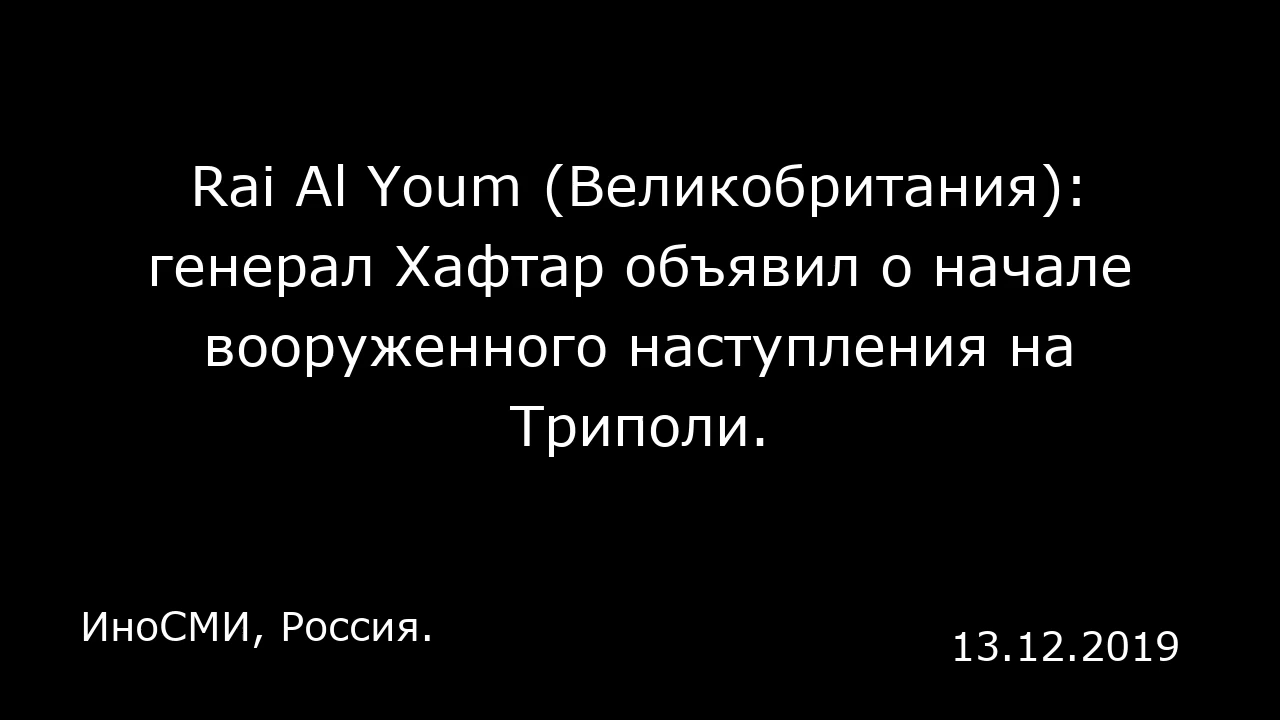 Rai Al Youm (Великобритания):
генерал Хафтар объявил о начале
вооруженного наступления на
Триполи.
ИноСМИ, Россия.
13.12.2019